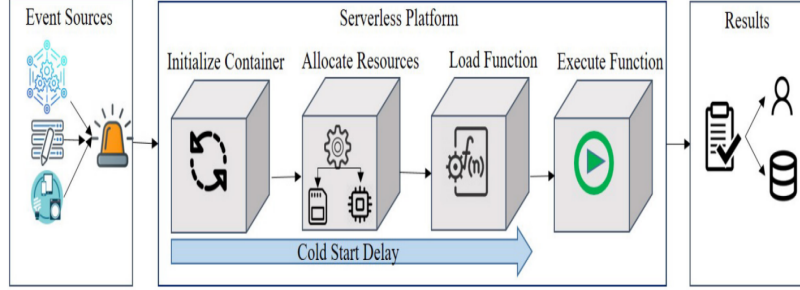 Event Sources
Serverless Platform
Results
Initialize Container
Allocate Resources
Load Function
Execute Function
f(n)
Cold Start Delay